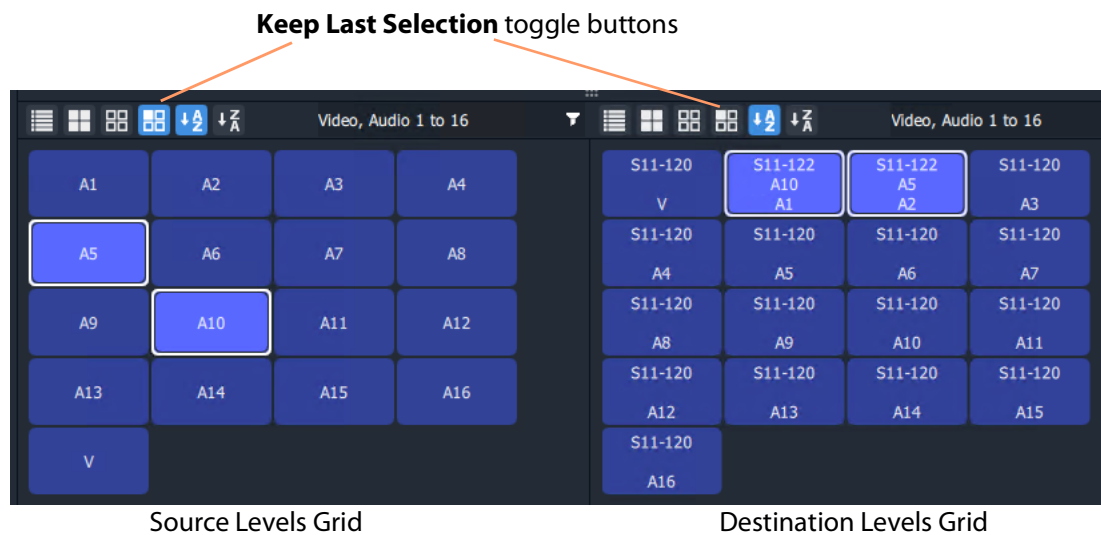 Keep Last Selection toggle buttons
Video, Audio 1 to 16
Video, Audio 1 to 16
A1 A2 A3 A4
A5 A6 A7 A8
A9 A10 A11 A12
A13 A14 A15 A16
V
S11-120 S11-122 S11-122 S11-120
A10 A5
V A1 A2 A3
S11-120 S11-120 S11-120 S11-120
A4 A5 A6 A7
S11-120 S11-120 S11-120 S11-120
A8 A9 A10 A11
S11-120 S11-120 S11-120 S11-120
A12 A13 A14 A15
S11-120
A16
Source Levels Grid
Destination Levels Grid